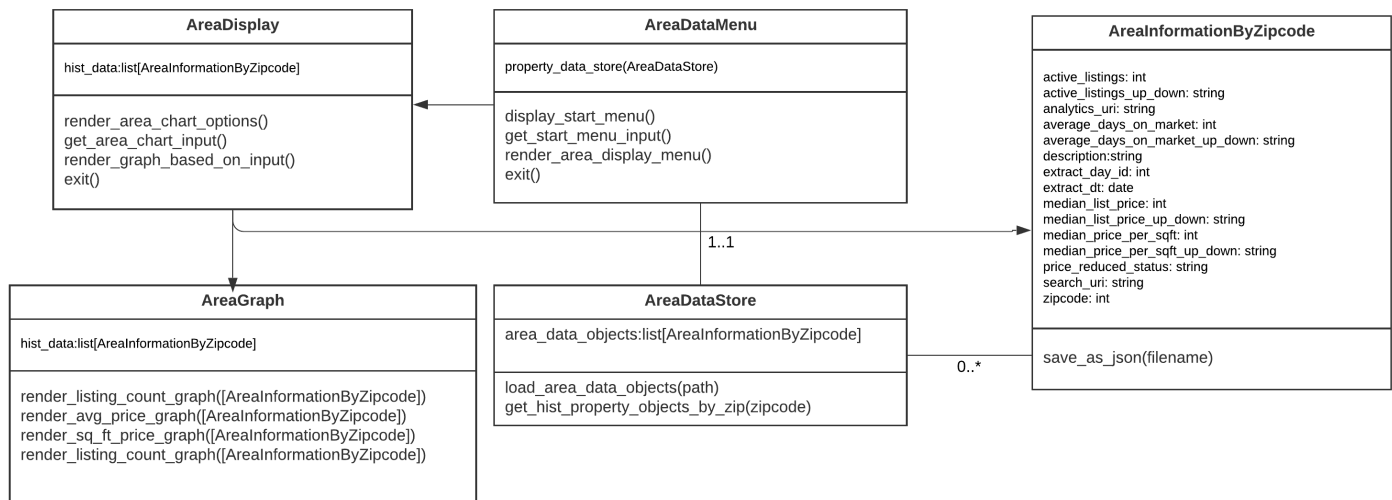 AreaDisplay
hist_data:list[AreaInformationByZipcode]
render_area_chart_options()
get_area_chart_input()
render_graph_based_on_input()
exit()
AreaDataMenu
property_data_store(AreaDataStore)
display_start_menu()
get_start_menu_input()
render_area_display_menu()
exit()
AreaInformationByZipcode
active_listings: int
active_listings_up_down: string
analytics_uri: string
average_days_on_market: int
average_days_on_market_up_down: string
description:string
extract_day_id: int
extract_dt: date
median_list_price: int
median_list_price_up_down: string
median_price_per_sqft: int
median_price_per_sqft_up_down: string
price_reduced_status: string
search_uri: string
zipcode: int
save_as_json(filename)
1..1
AreaGraph
hist_data:list[AreaInformationByZipcode]
render_listing_count_graph([AreaInformationByZipcode])
render_avg_price_graph([AreaInformationByZipcode])
render_sq_ft_price_graph([AreaInformationByZipcode])
render_listing_count_graph([AreaInformationByZipcode])
AreaDataStore
area_data_objects:list[AreaInformationByZipcode]
load_area_data_objects(path)
get_hist_property_objects_by_zip(zipcode)
0..*